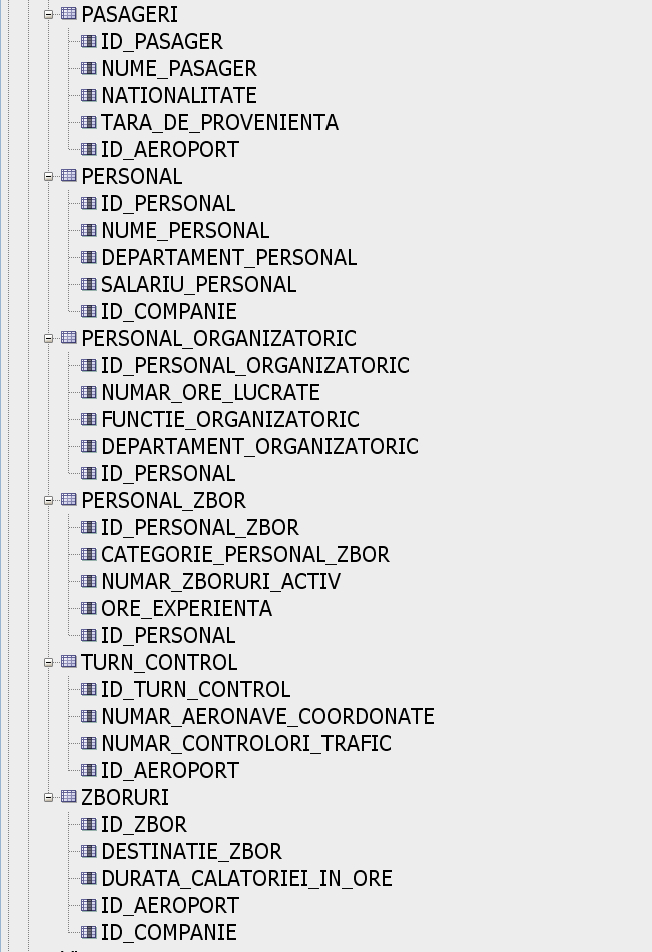 PASAGERI
ID_PASAGER
NUME_PASAGER
NATIONALITATE
TARA_DE_PROVENIENTA
ID_AEROPORT
PERSONAL
ID_PERSONAL
NUME_PERSONAL
DEPARTAMENT_PERSONAL
SALARIU_PERSONAL
ID_COMPANIE
PERSONAL_ORGANIZATORIC
ID_PERSONAL_ORGANIZATORIC
NUMAR_ORE_LUCRATE
FUNCTIE_ORGANIZATORIC
DEPARTAMENT_ORGANIZATORIC
ID_PERSONAL
PERSONAL_ZBOR
ID_PERSONAL_ZBOR
CATEGORIE_PERSONAL_ZBOR
NUMAR_ZBORURI_ACTIV
ORE_EXPERIENTA
ID_PERSONAL
TURN_CONTROL
ID_TURN_CONTROL
NUMAR_AERONAVE_COORDONATE
NUMAR_CONTROLORI_TRAFIC
ID_AEROPORT
ZBORURI
ID_ZBOR
DESTINATIE_ZBOR
DURATA_CALATORIEI_IN_ORE
ID_AEROPORT
ID_COMPANIE